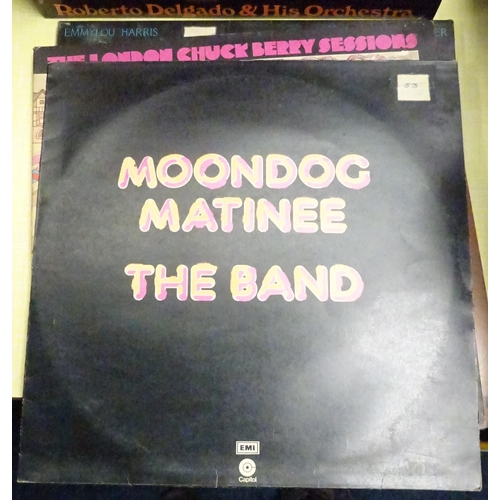 Roberto Delgado & His Orchestra
EMMYLOU HARRIS
THE LONDON CHUCK BERRY SESSIONS
MOONDOG
MATINEE
THE BAND
EMI
Capitol